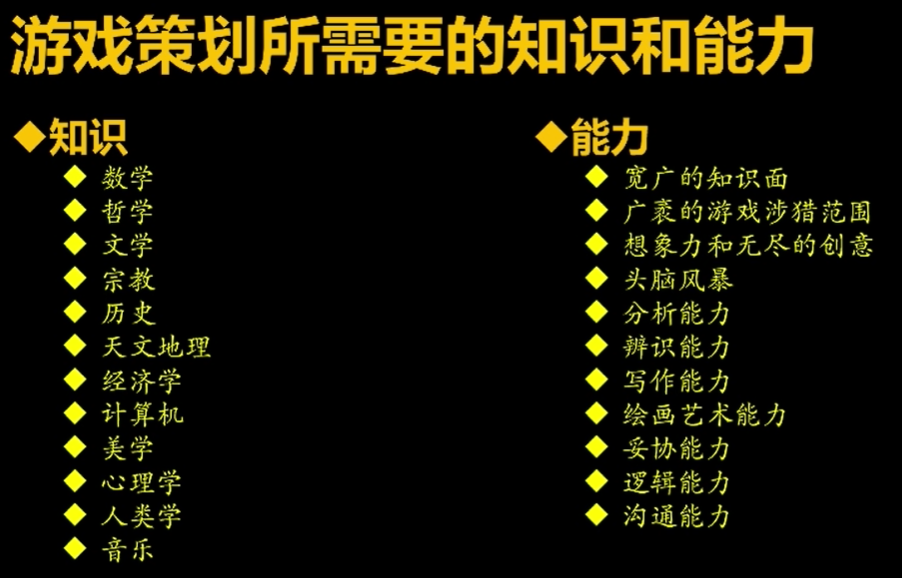 游戏策划所需要的知识和能力
◆知识
◆ 数学
◆ 哲学
◆ 文学
◆ 宗教
◆ 历史
◆ 天文地理
◆ 经济学
◆ 计算机
◆ 美学
◆ 心理学
◆ 人类学
◆ 音乐
◆能力
◆ 宽广的知识面
◆ 广袤的游戏涉猎范围
◆ 想象力和无尽的创意
◆ 头脑风暴
◆ 分析能力
◆ 辨识能力
◆ 写作能力
◆ 绘画艺术能力
◆ 妥协能力
◆ 逻辑能力
◆ 沟通能力